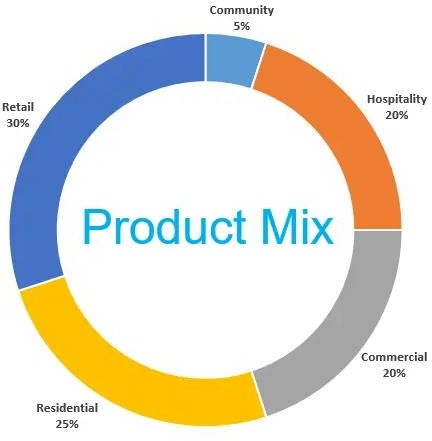 Community
5%
Hospitality
20%
Retail
30%
Product Mix
Commercial
20%
Residential
25%